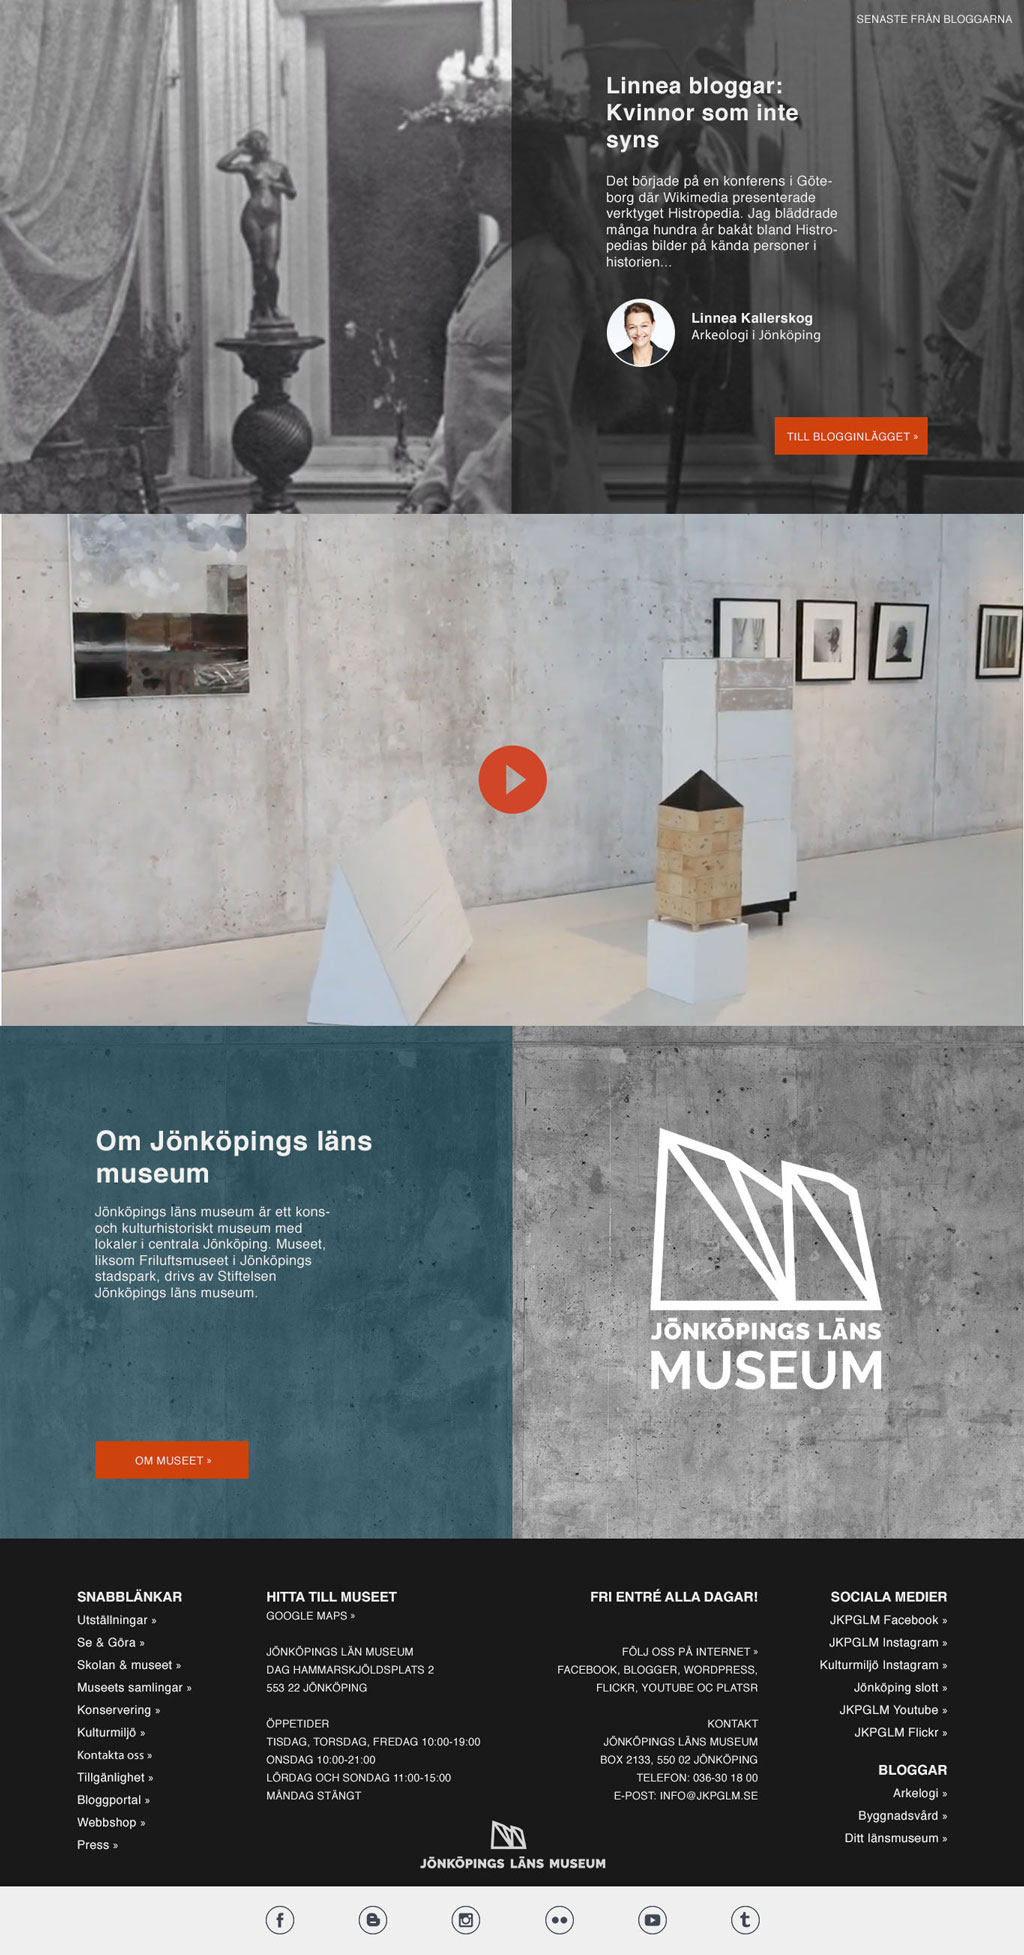 SENASTE FRÅN BLOGGARNA
Linnea bloggar:
Kvinnor som inte
syns
Det började på en konferens i Göte-
borg där Wikimedia presenterade
verktyget Histropedia. Jag bläddrade
många hundra år bakåt bland Histro-
pedias bilder på kända personer i
historien...
Linnea Kallerskog
Arkeologi i Jönköping
TILL BLOGGINLÄGGET »
Om Jönköpings läns
museum
Jönköpings läns museum är ett kons-
och kulturhistoriskt museum med
lokaler i centrala Jönköping. Museet,
liksom Friluftsmuseet i Jönköpings
stadspark, drivs av Stiftelsen
Jönköpings läns museum.
OM MUSEET »
JÖNKÖPINGS LÄNS
MUSEUM
SNABBLÄNKAR
Utställningar »
Se & Göra »
Skolan & museet »
Museets samlingar »
Konservering »
Kulturmiljö »
Kontakta oss »
Tillgänlighet »
Bloggportal »
Webbshop »
Press »
HITTA TILL MUSEET
GOOGLE MAPS »
JÖNKÖPINGS LÄN MUSEUM
DAG HAMMARSKJÖLDSPLATS 2
553 22 JÖNKÖPING
ÖPPETIDER
TISDAG, TORSDAG, FREDAG 10:00-19:00
ONSDAG 10:00-21:00
LÖRDAG OCH SONDAG 11:00-15:00
MÅNDAG STÄNGT
FRI ENTRÉ ALLA DAGAR!
FÖLJ OSS PÅ INTERNET »
FACEBOOK, BLOGGER, WORDPRESS,
FLICKR, YOUTUBE OC PLATSR
KONTAKT
JÖNKÖPINGS LÄNS MUSEUM
BOX 2133, 550 02 JÖNKÖPING
TELEFON: 036-30 18 00
E-POST: INFO@JKPGLM.SE
SOCIALA MEDIER
JKPGLM Facebook »
JKPGLM Instagram »
Kulturmiljö Instagram »
Jönköping slott »
JKPGLM Youtube »
JKPGLM Flickr »
BLOGGAR
Arkelogi »
Byggnadsvård »
Ditt länsmuseum »
JÖNKÖPINGS LÄNS MUSEUM